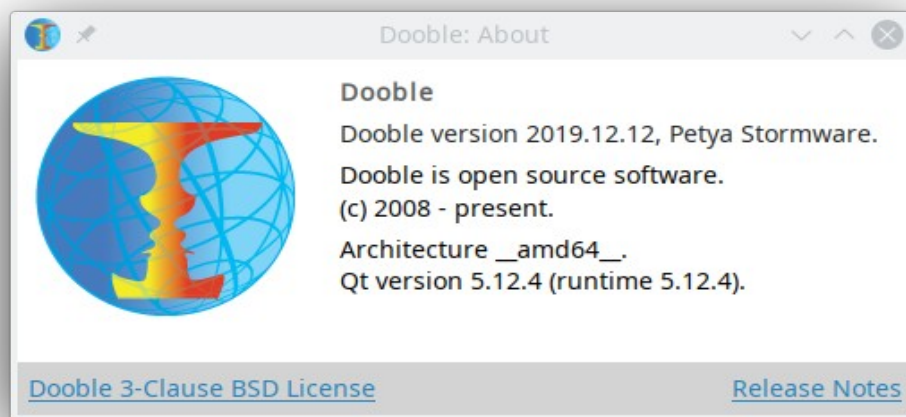 Dooble: About
Dooble
Dooble version 2019.12.12, Petya Stormware.
Dooble is open source software.
(c) 2008 - present.
Architecture __amd64__.
Qt version 5.12.4 (runtime 5.12.4).
Dooble 3-Clause BSD License
Release Notes